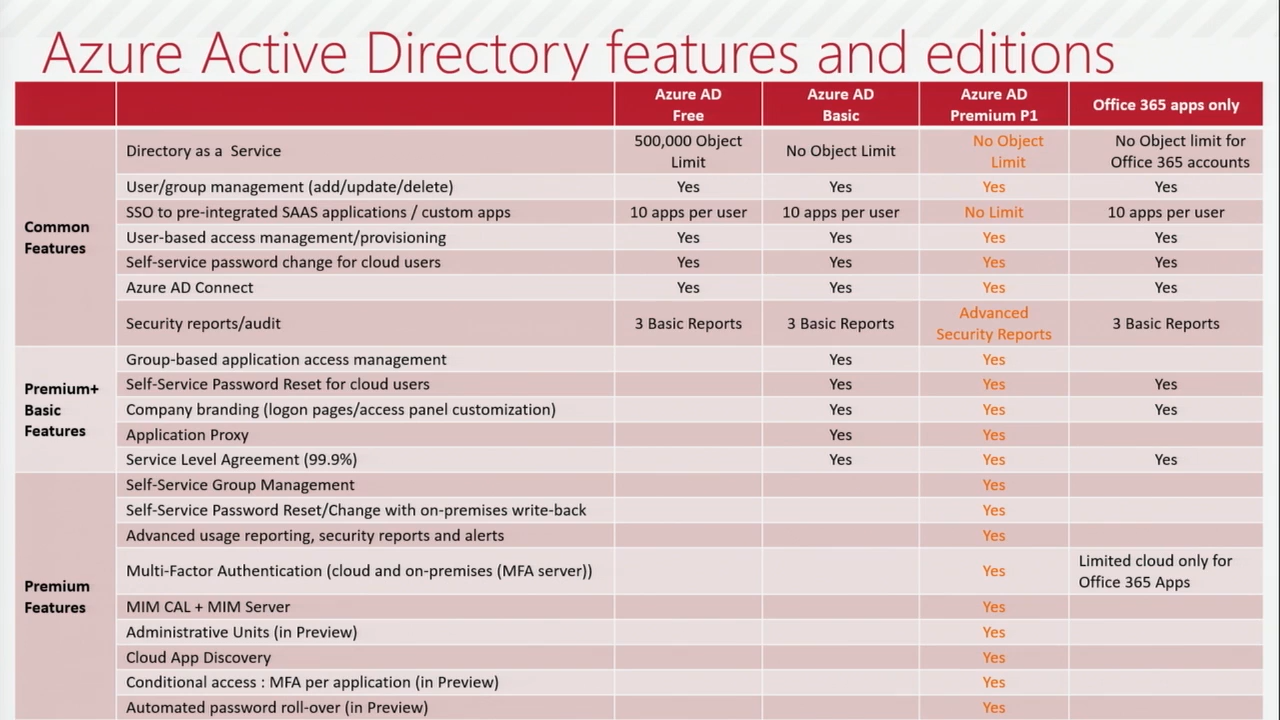 Azure Active Directory features and editions
Azure AD Free
Azure AD Basic
Azure AD Premium P1
Office 365 apps only
Common Features
Directory as a Service
500,000 Object Limit
No Object Limit
No Object Limit
No Object limit for Office 365 accounts
User/group management (add/update/delete)
Yes
Yes
Yes
Yes
SSO to pre-integrated SAAS applications / custom apps
10 apps per user
10 apps per user
No Limit
10 apps per user
User-based access management/provisioning
Yes
Yes
Yes
Yes
Self-service password change for cloud users
Yes
Yes
Yes
Yes
Azure AD Connect
Yes
Yes
Yes
Yes
Security reports/audit
3 Basic Reports
3 Basic Reports
Advanced Security Reports
3 Basic Reports
Premium+ Basic Features
Group-based application access management
Yes
Yes
Self-Service Password Reset for cloud users
Yes
Yes
Yes
Company branding (logon pages/access panel customization)
Yes
Yes
Yes
Application Proxy
Yes
Yes
Service Level Agreement (99.9%)
Yes
Yes
Yes
Premium Features
Self-Service Group Management
Yes
Self-Service Password Reset/Change with on-premises write-back
Yes
Advanced usage reporting, security reports and alerts
Yes
Multi-Factor Authentication (cloud and on-premises (MFA server))
Yes
Limited cloud only for Office 365 Apps
MIM CAL + MIM Server
Yes
Administrative Units (in Preview)
Yes
Cloud App Discovery
Yes
Conditional access : MFA per application (in Preview)
Yes
Automated password roll-over (in Preview)
Yes